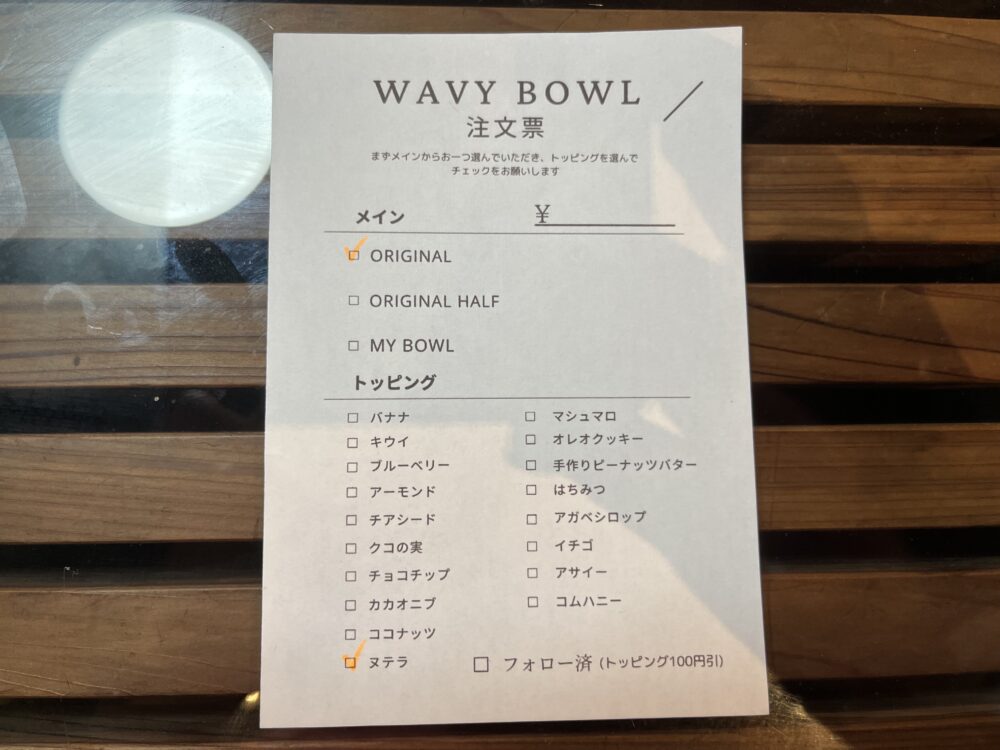 WAVY BOWL
注文票
まずメインからお一つ選んでいただき、トッピングを選んで
チェックをお願いします
メイン ¥
ORIGINAL
ORIGINAL HALF
MY BOWL
トッピング
バナナ
キウイ
ブルーベリー
アーモンド
チアシード
クコの実
チョコチップ
カカオニブ
ココナッツ
ヌテラ
マシュマロ
オレオクッキー
手作りピーナッツバター
はちみつ
アガベシロップ
イチゴ
アサイー
コムハニー
フォロー済 (トッピング100円引)